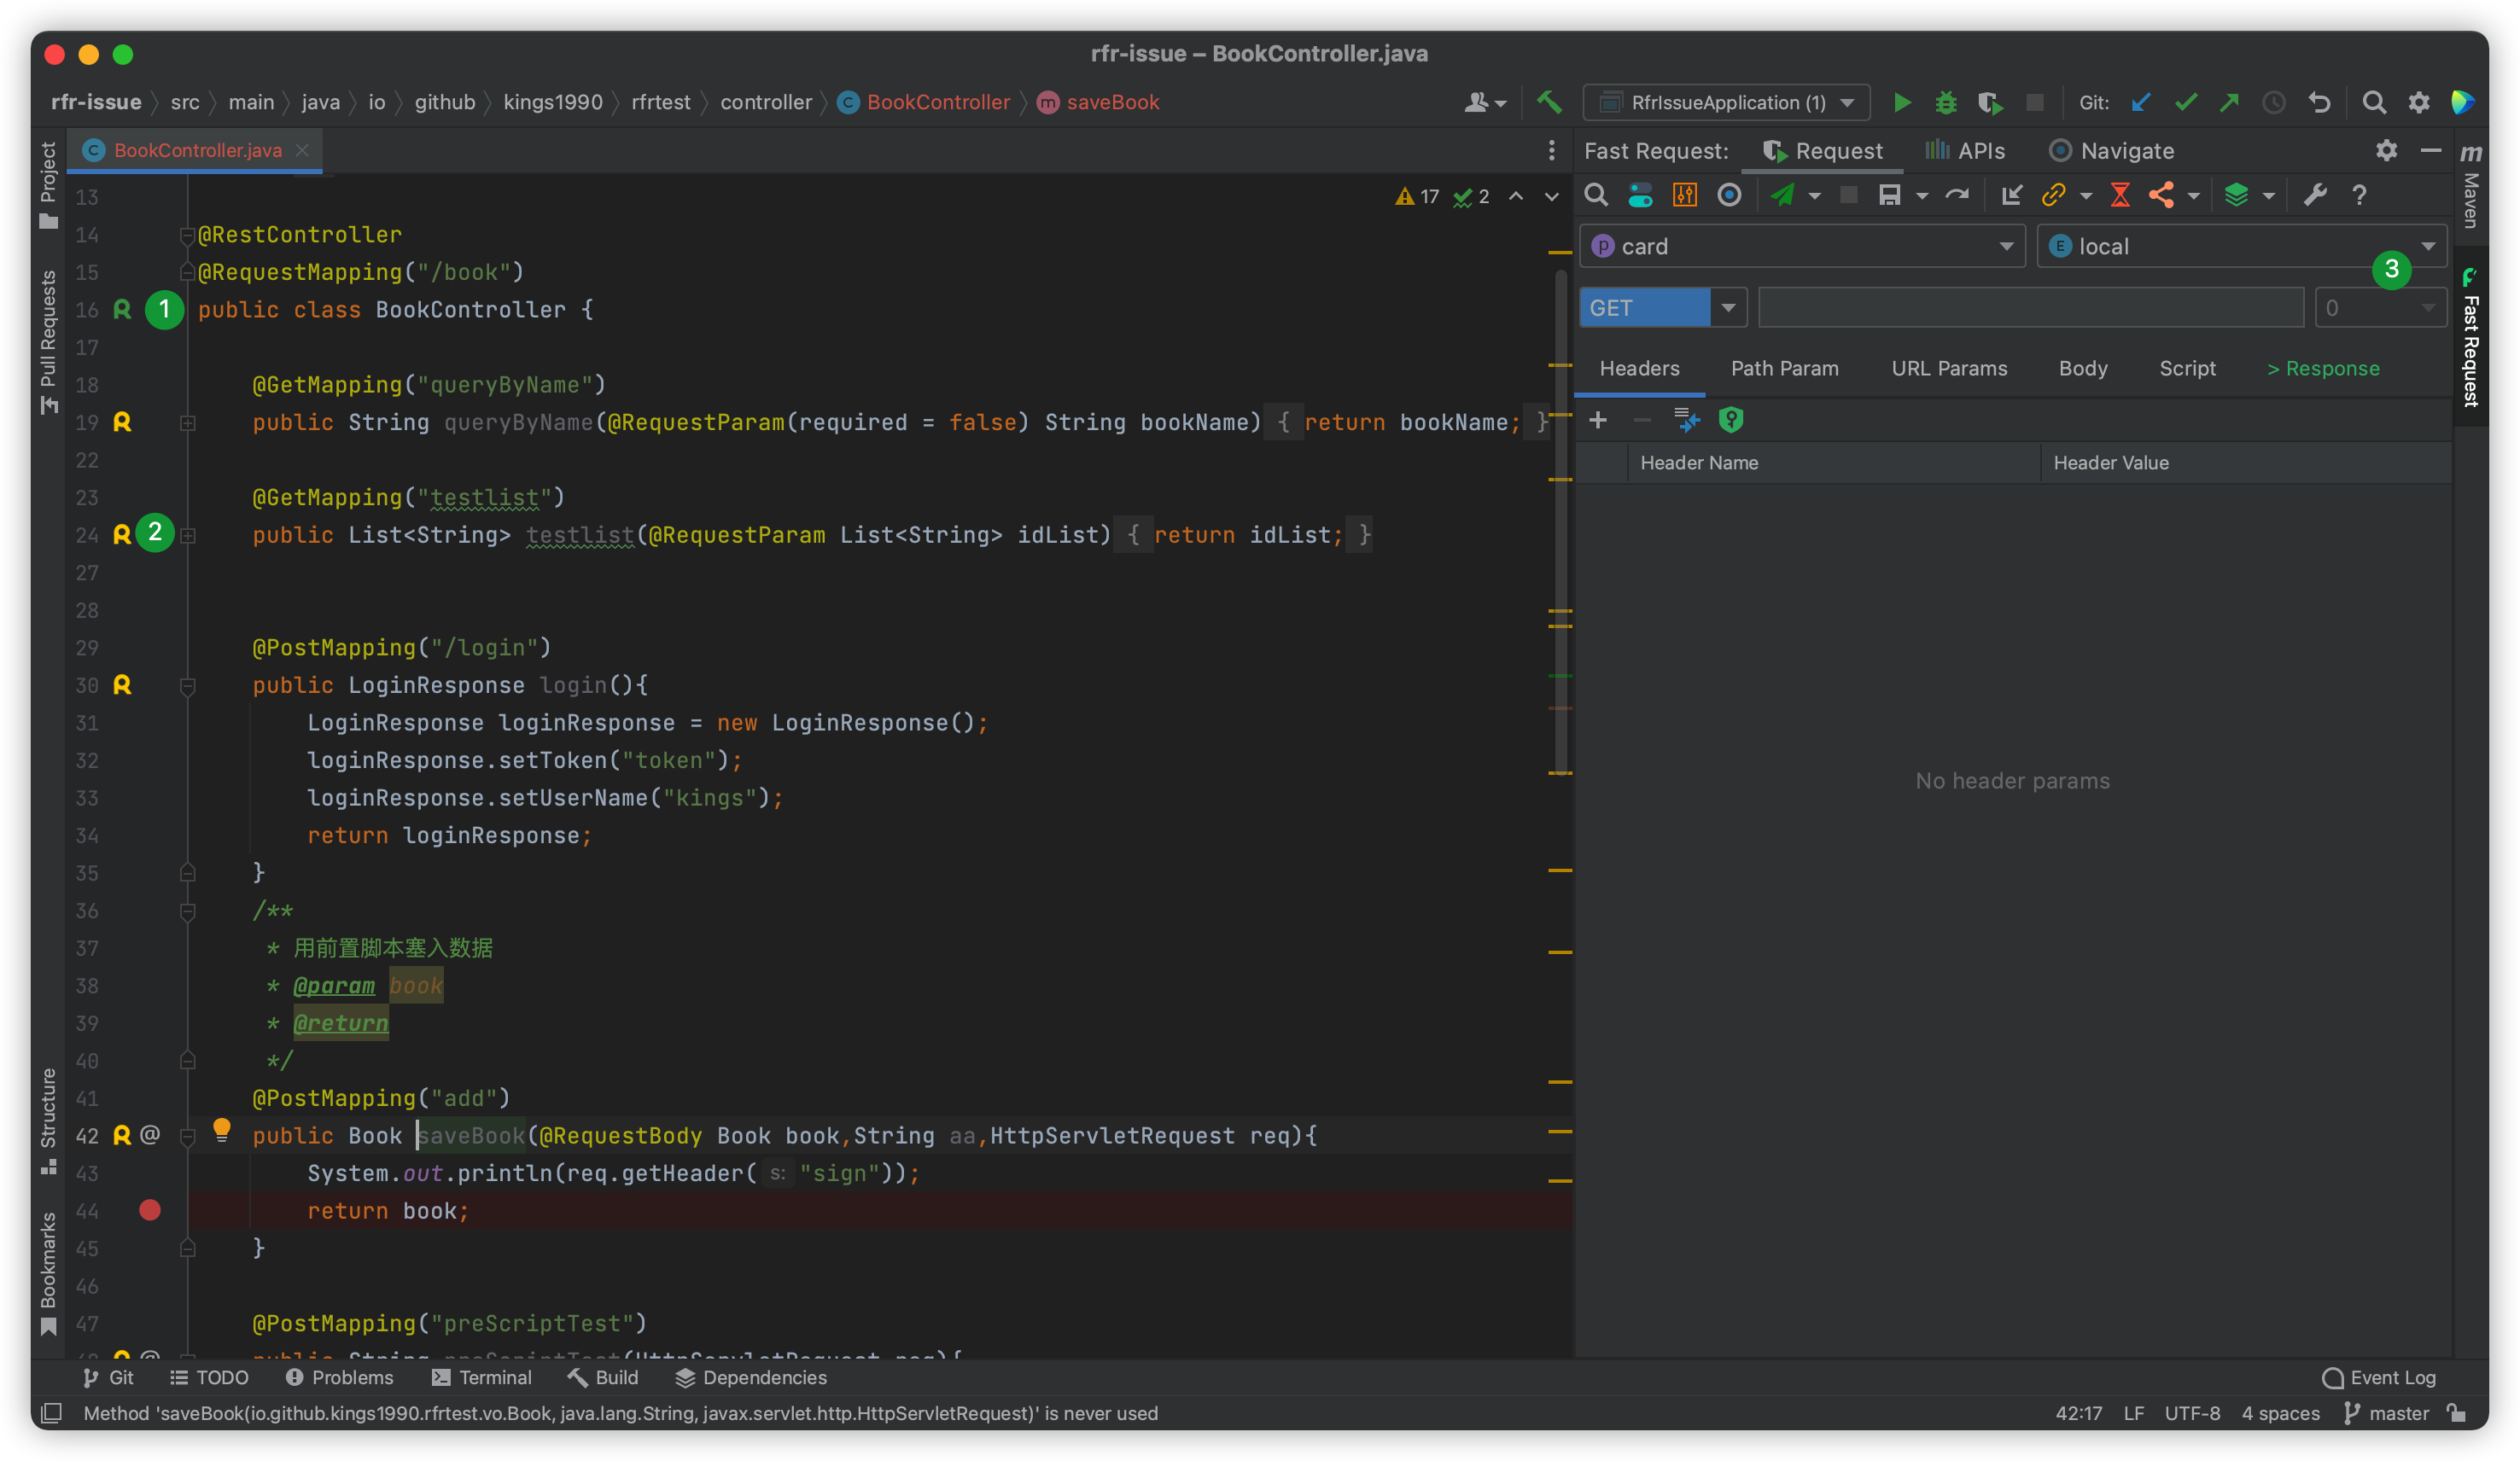 rfr-issue – BookController.java
rfr-issue 〉 src 〉 main 〉 java 〉 io 〉 github 〉 kings1990 〉 rfrtest 〉 controller 〉 C BookController 〉 m saveBook
RfrIssueApplication (1)
Git:
Project
Pull Requests
Structure
Bookmarks
C BookController.java
17 2
13
14 @RestController
15 @RequestMapping("/book")
16 1 public class BookController {
17
18 @GetMapping("queryByName")
19 public String queryByName(@RequestParam(required = false) String bookName) { return bookName; }
22
23 @GetMapping("testlist")
24 2 public List<String> testlist(@RequestParam List<String> idList) { return idList; }
27
28
29 @PostMapping("/login")
30 public LoginResponse login(){
31 LoginResponse loginResponse = new LoginResponse();
32 loginResponse.setToken("token");
33 loginResponse.setUserName("kings");
34 return loginResponse;
35 }
36 /**
37 * 用前置脚本塞入数据
38 * @param book
39 * @return
40 */
41 @PostMapping("add")
42 @ public Book saveBook(@RequestBody Book book,String aa,HttpServletRequest req){
43 System.out.println(req.getHeader( s: "sign"));
44 return book;
45 }
46
47 @PostMapping("preScriptTest")
48 @ public String preScriptTest(HttpServletRequest req){
Fast Request: Request APIs Navigate
?
p card
E local
3
GET
0
Headers Path Param URL Params Body Script > Response
Header Name Header Value
No header params
m Maven
Fast Request
Git TODO Problems Terminal Build Dependencies Event Log
Method 'saveBook(io.github.kings1990.rfrtest.vo.Book, java.lang.String, javax.servlet.http.HttpServletRequest)' is never used
42:17 LF UTF-8 4 spaces master